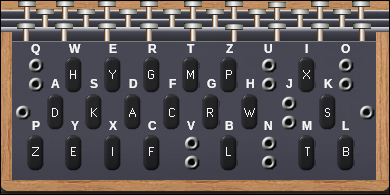 Q W E R T Z U I O
H Y G M P X
A S D F G H J K
D K A C R W S
P Y X C V B N M L
Z E I F L T B